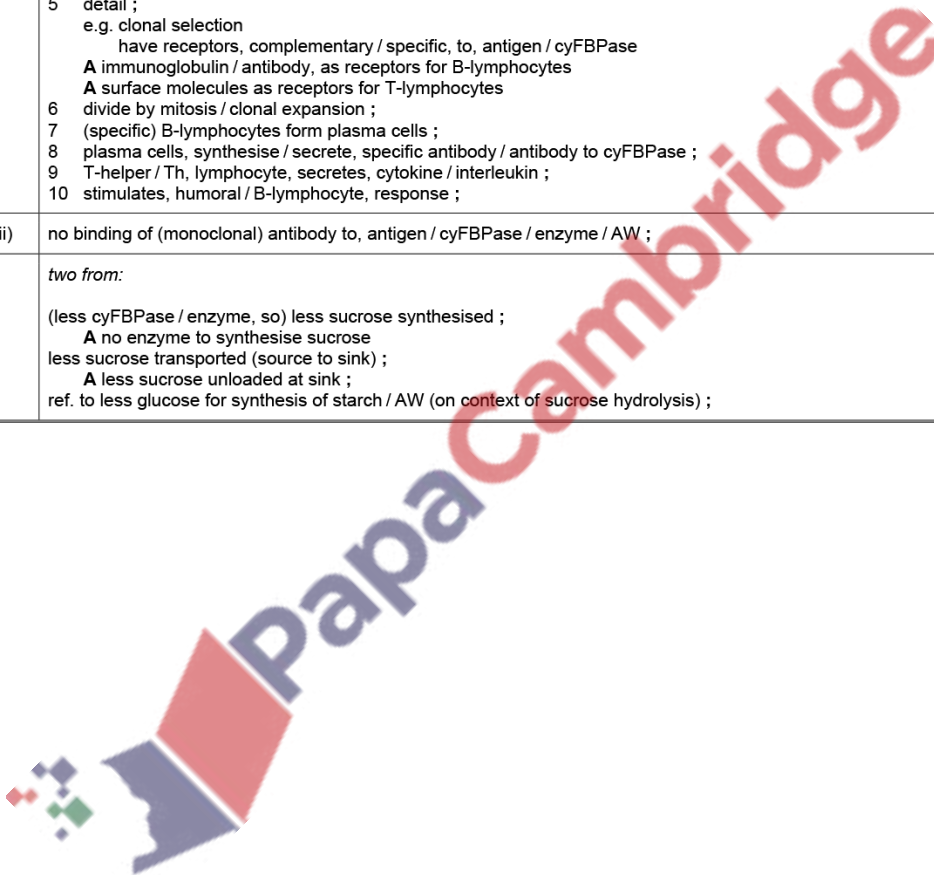 5 detail ;
e.g. clonal selection
have receptors, complementary / specific, to, antigen / cyFBPase
A immunoglobulin / antibody, as receptors for B-lymphocytes
A surface molecules as receptors for T-lymphocytes
6 divide by mitosis / clonal expansion ;
7 (specific) B-lymphocytes form plasma cells ;
8 plasma cells, synthesise / secrete, specific antibody / antibody to cyFBPase ;
9 T-helper / Th, lymphocyte, secretes, cytokine / interleukin ;
10 stimulates, humoral / B-lymphocyte, response ;
ii) no binding of (monoclonal) antibody to, antigen / cyFBPase / enzyme / AW ;
two from:
(less cyFBPase / enzyme, so) less sucrose synthesised ;
A no enzyme to synthesise sucrose
less sucrose transported (source to sink) ;
A less sucrose unloaded at sink ;
ref. to less glucose for synthesis of starch / AW (on context of sucrose hydrolysis) ;
PapaCambridge